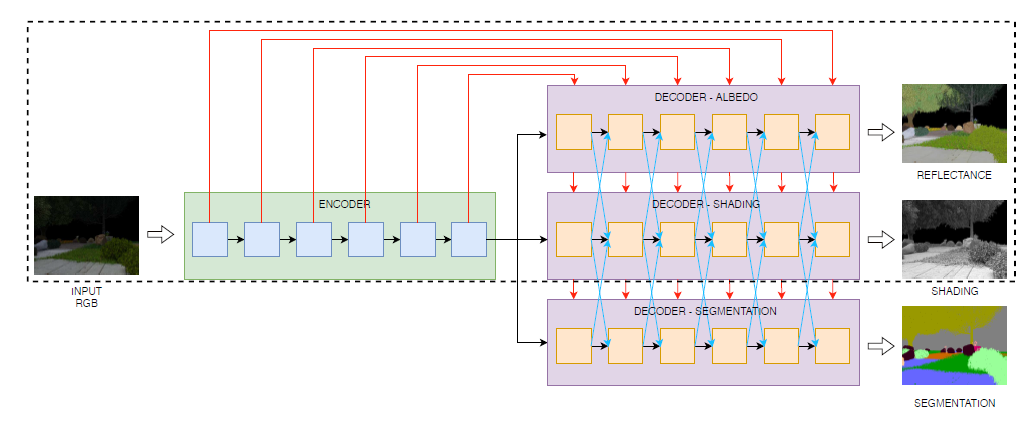 DECODER - ALBEDO
REFLECTANCE
ENCODER
DECODER - SHADING
INPUT
RGB
SHADING
DECODER - SEGMENTATION
SEGMENTATION